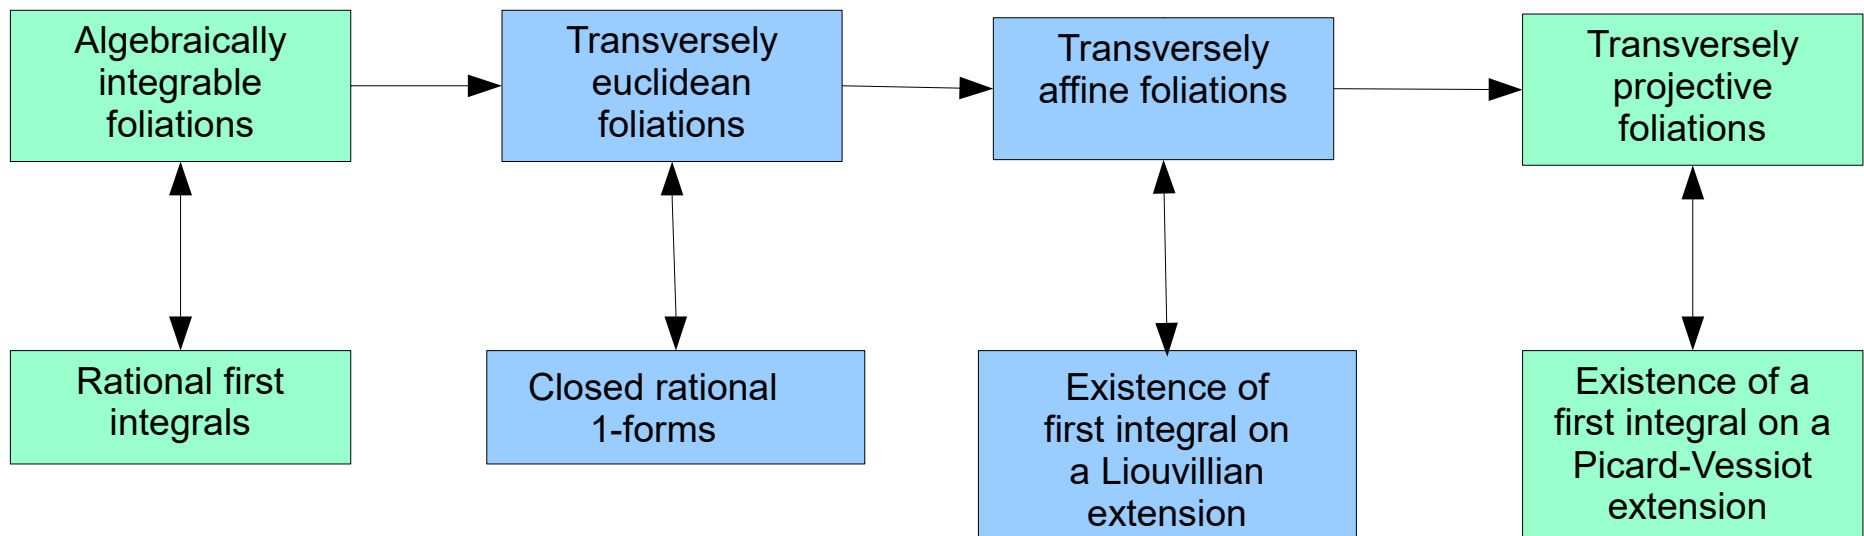 Algebraically
integrable
foliations
Transversely
euclidean
foliations
Transversely
affine foliations
Transversely
projective
foliations
Rational first
integrals
Closed rational
1-forms
Existence of
first integral on
a Liouvillian
extension
Existence of a
first integral on a
Picard-Vessiot
extension